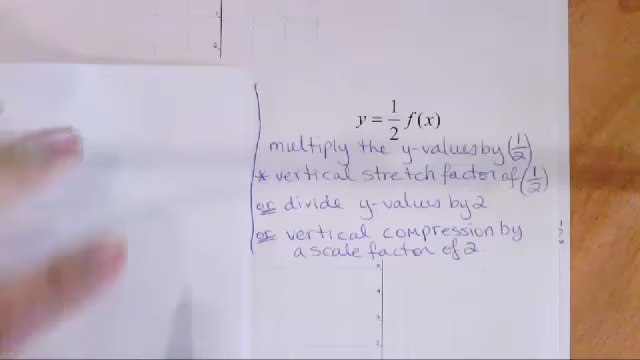 y = 1/2 f(x)
multiply the y-values by (1/2)
* vertical stretch factor of (1/2)
or divide y-values by 2
or vertical compression by
a scale factor of 2.